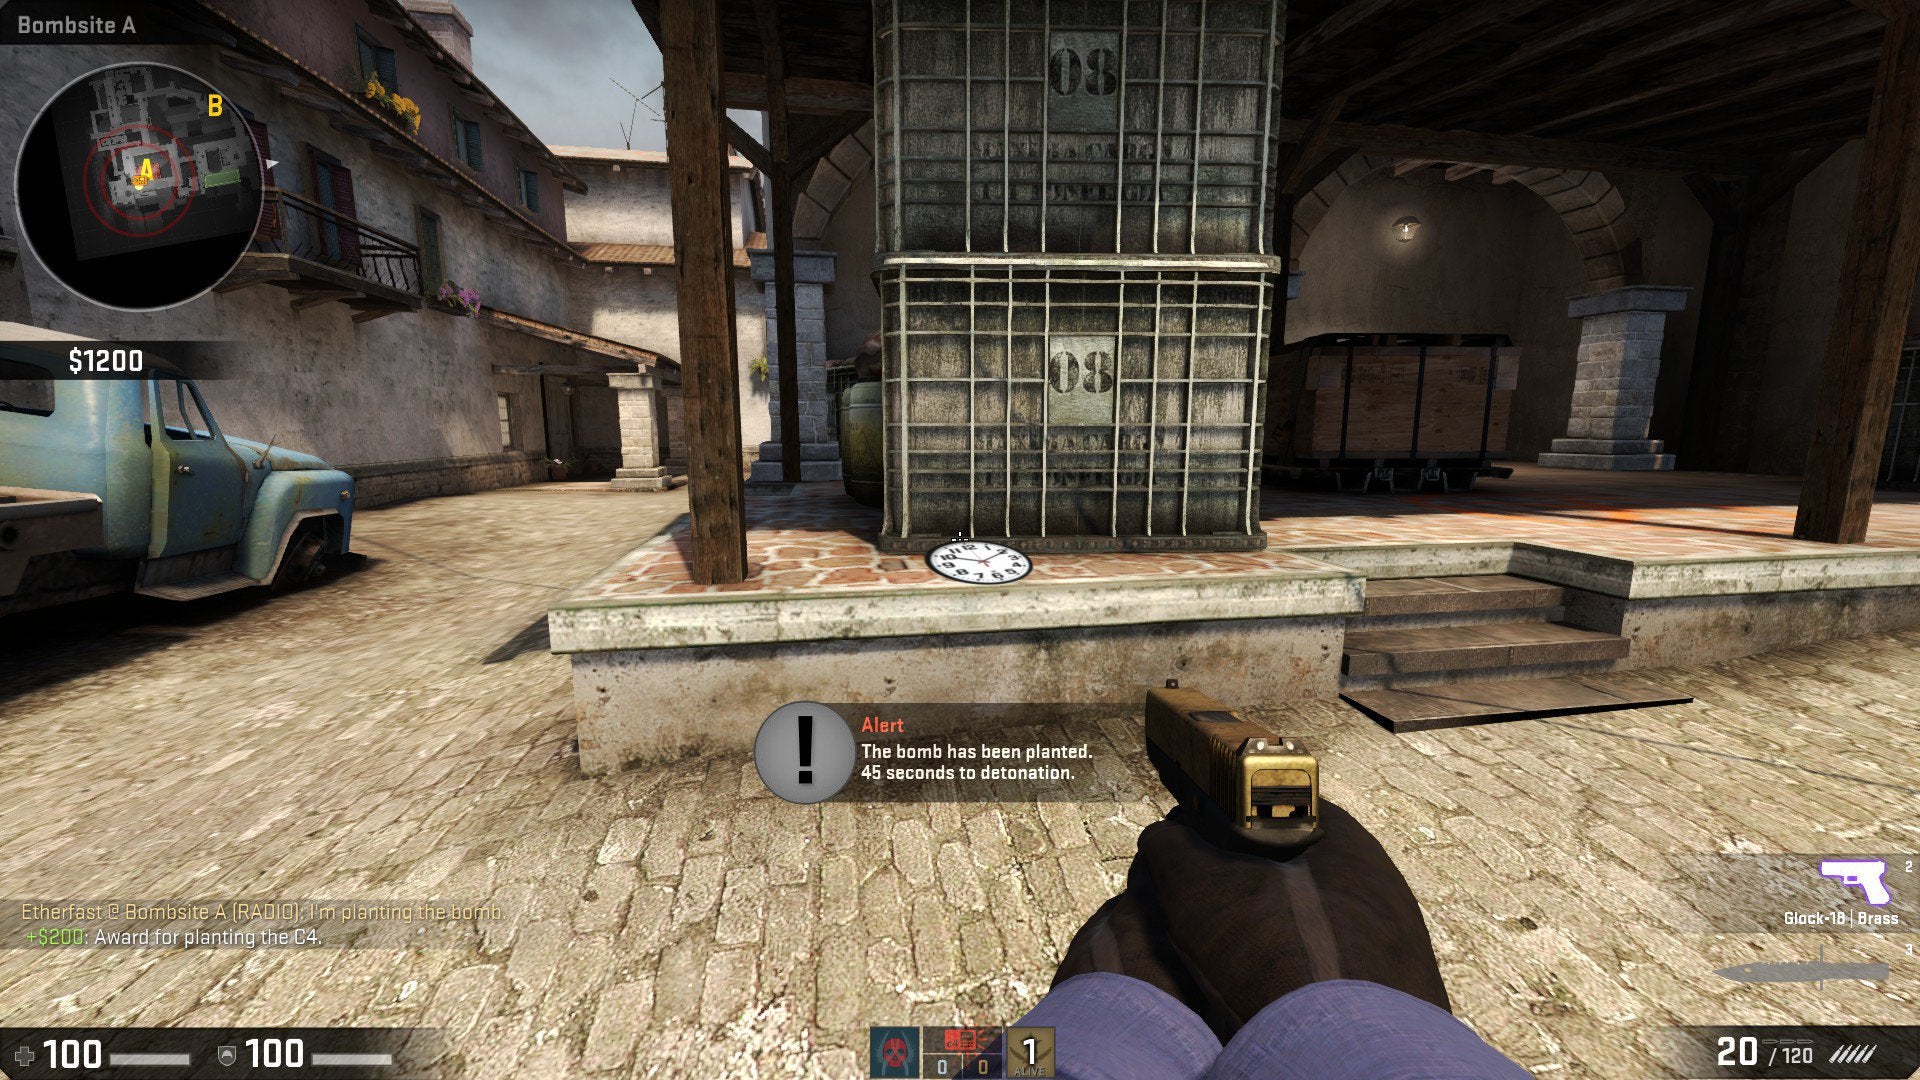 Bombsite A
B
A
$1200
08
08
Alert
The bomb has been planted.
45 seconds to detonation.
Etherfast @ Bombsite A (RADIO): I'm planting the bomb.
+$200: Award for planting the C4.
2
Glock-18 | Brass
3
100
100
0
0
1
ALIVE
20 / 120